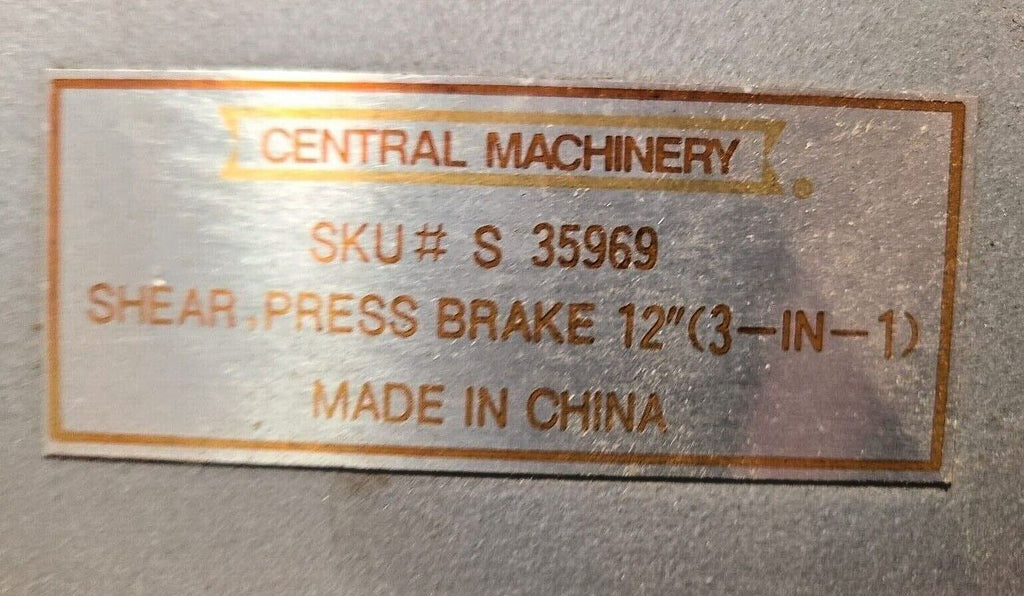 CENTRAL MACHINERY
SKU# S 35969
SHEAR,PRESS BRAKE 12"(3-IN-1)
MADE IN CHINA